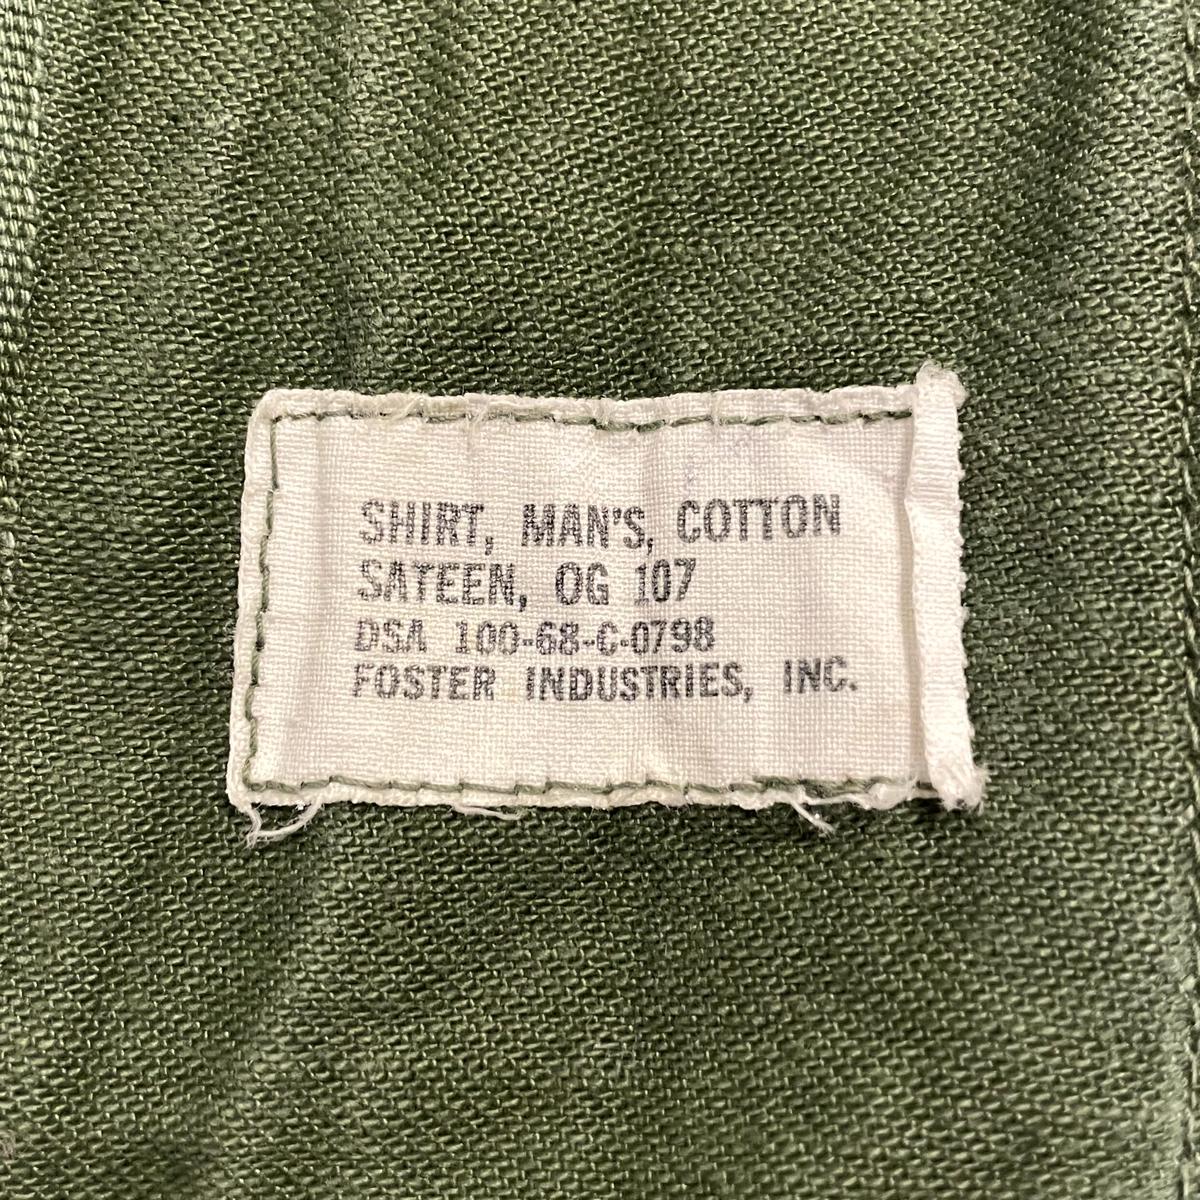 SHIRT, MAN'S, COTTON
SATEEN, OG 107
DSA 100-68-C-0798
FOSTER INDUSTRIES, INC.